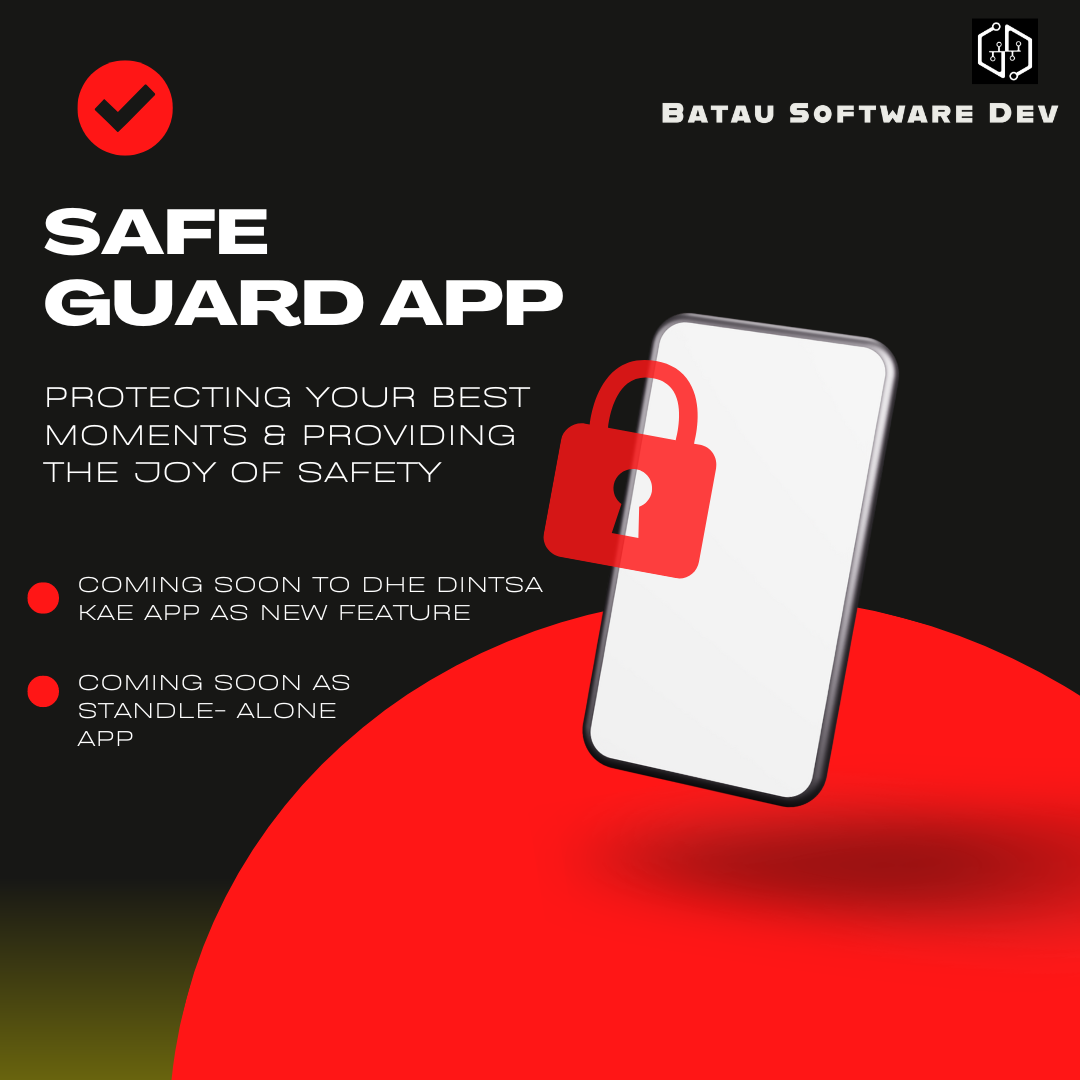 Batau Software Dev
SAFE
GUARD APP
PROTECTING YOUR BEST
MOMENTS & PROVIDING
THE JOY OF SAFETY
COMING SOON TO DHE DINTSA
KAE APP AS NEW FEATURE
COMING SOON AS
STANDLE- ALONE
APP